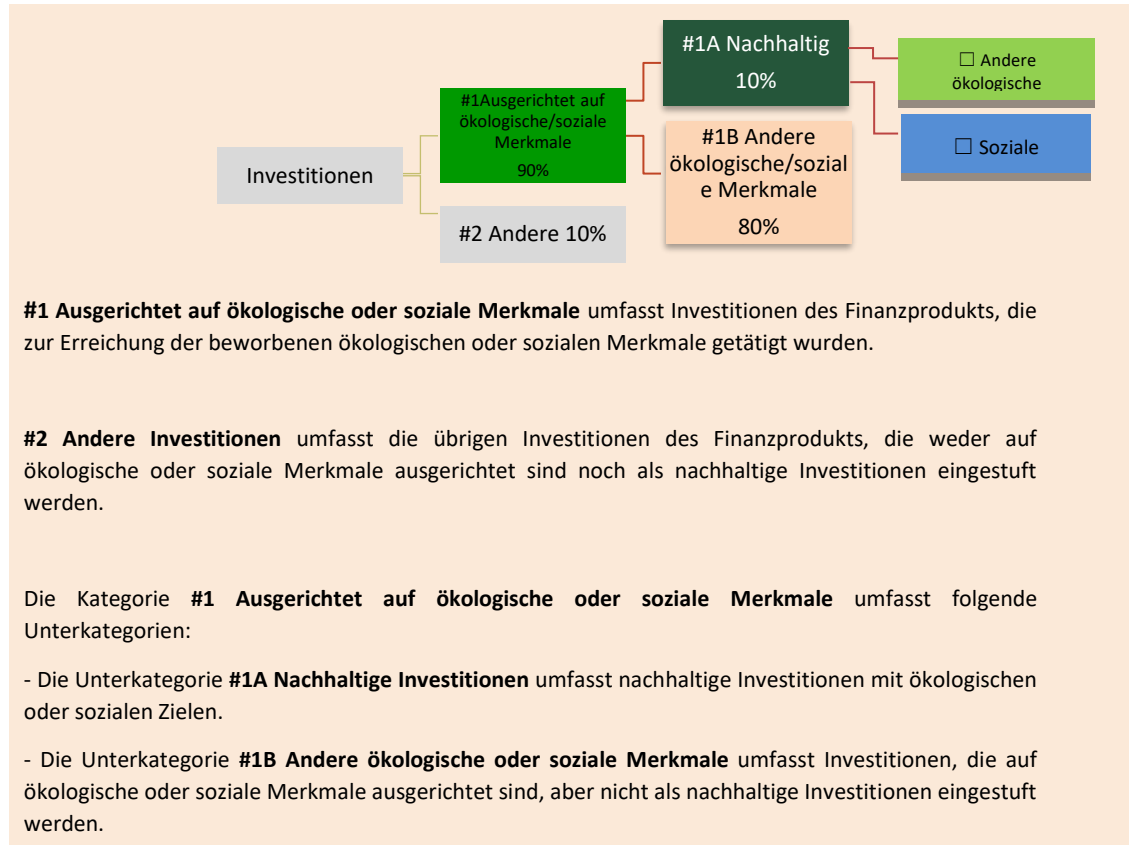 #1A Nachhaltig
10%
☐ Andere
ökologische
#1Ausgerichtet auf
ökologische/soziale
Merkmale
90%
#1B Andere
ökologische/sozial
e Merkmale
80%
☐ Soziale
Investitionen
#2 Andere 10%
#1 Ausgerichtet auf ökologische oder soziale Merkmale umfasst Investitionen des Finanzprodukts, die
zur Erreichung der beworbenen ökologischen oder sozialen Merkmale getätigt wurden.
#2 Andere Investitionen umfasst die übrigen Investitionen des Finanzprodukts, die weder auf
ökologische oder soziale Merkmale ausgerichtet sind noch als nachhaltige Investitionen eingestuft
werden.
Die Kategorie #1 Ausgerichtet auf ökologische oder soziale Merkmale umfasst folgende
Unterkategorien:
- Die Unterkategorie #1A Nachhaltige Investitionen umfasst nachhaltige Investitionen mit ökologischen
oder sozialen Zielen.
- Die Unterkategorie #1B Andere ökologische oder soziale Merkmale umfasst Investitionen, die auf
ökologische oder soziale Merkmale ausgerichtet sind, aber nicht als nachhaltige Investitionen eingestuft
werden.